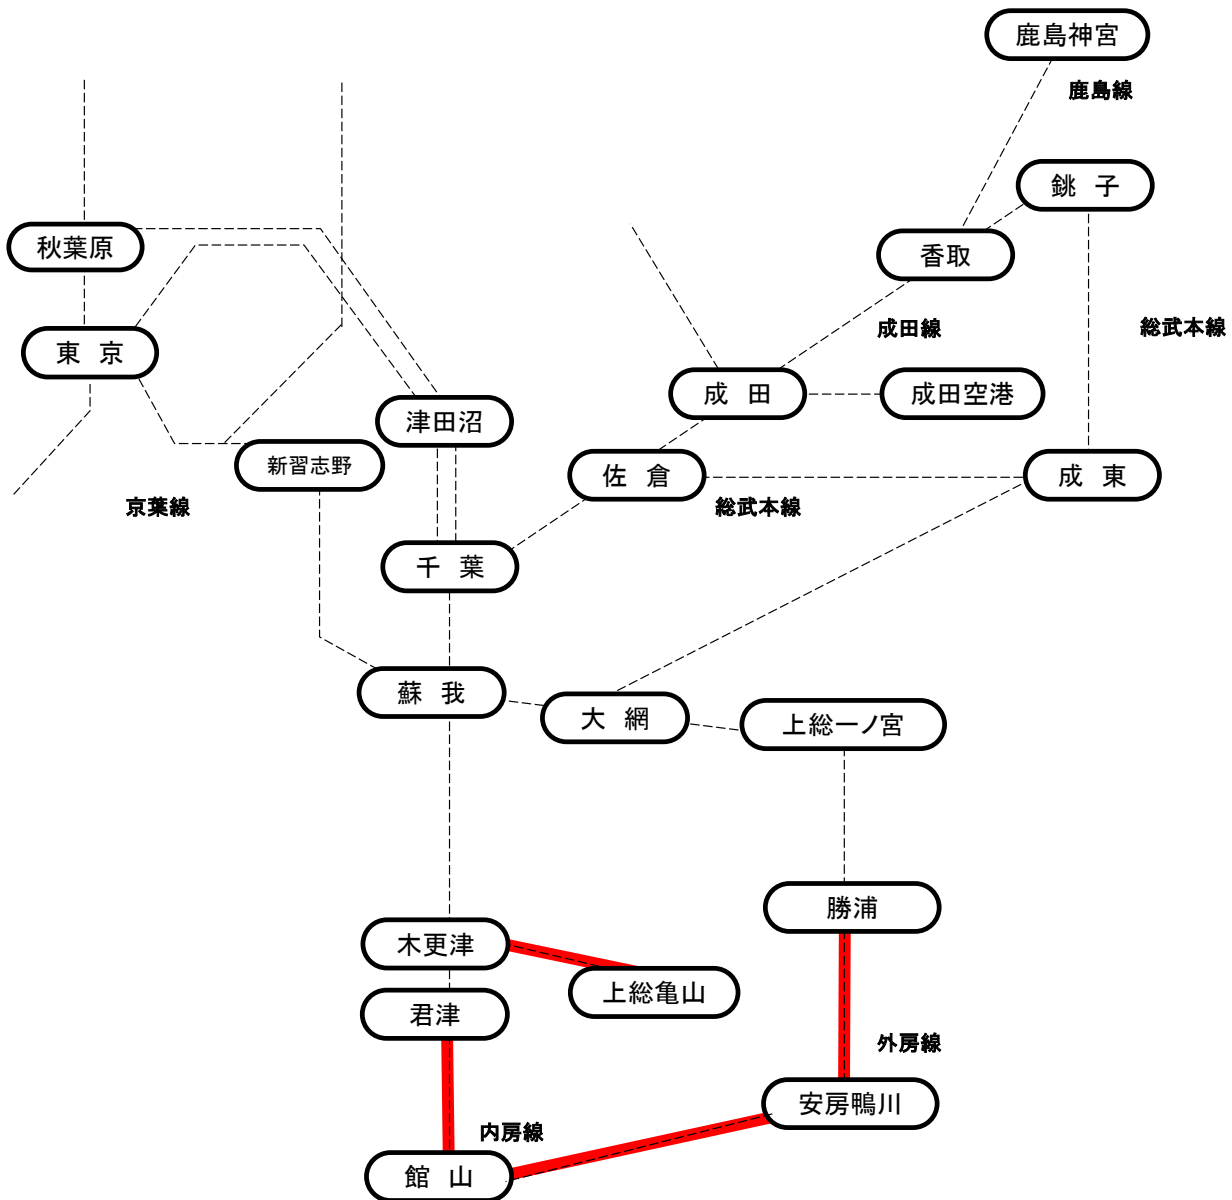 鹿島神宮
鹿島線
銚 子
秋葉原
香取
成田線
総武本線
東 京
成 田
成田空港
津田沼
新習志野
佐 倉
成 東
京葉線
総武本線
千 葉
蘇 我
大 網
上総一ノ宮
勝浦
木更津
上総亀山
君津
外房線
安房鴨川
内房線
館 山